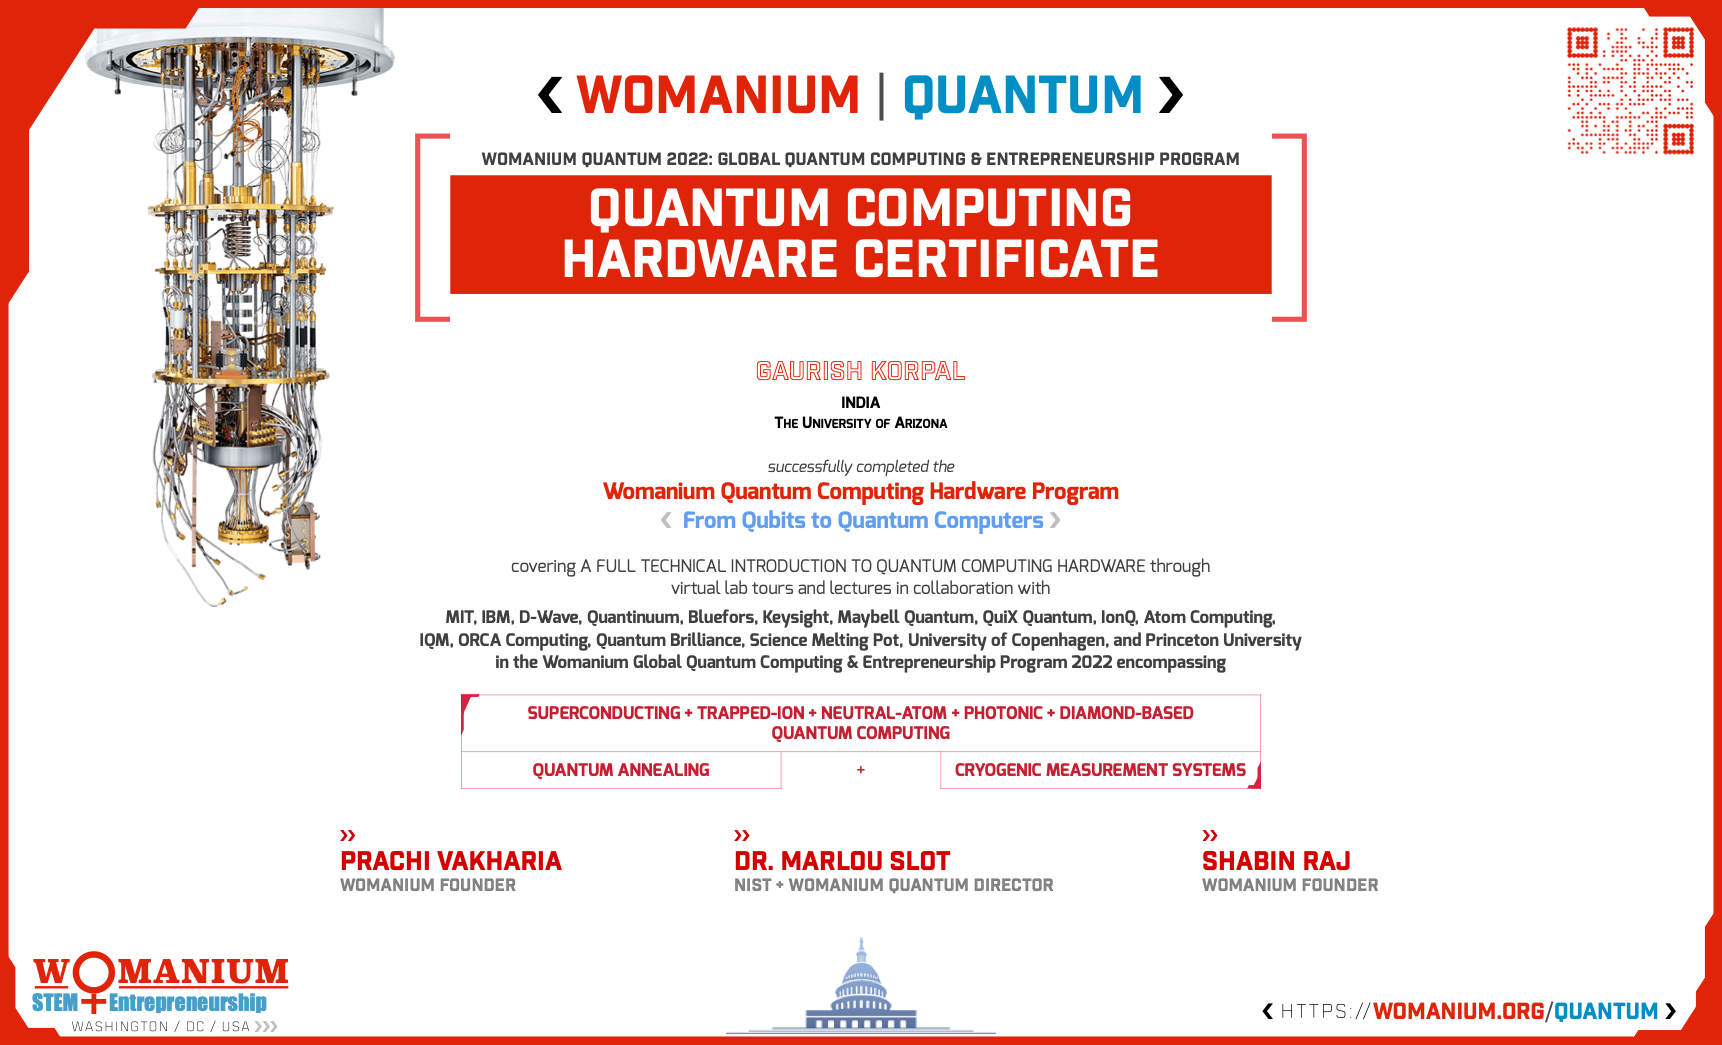 WOMANIUM | QUANTUM
WOMANIUM QUANTUM 2022: GLOBAL QUANTUM COMPUTING & ENTREPRENEURSHIP PROGRAM
QUANTUM COMPUTING
HARDWARE CERTIFICATE
GAURISH KORPAL
INDIA
THE UNIVERSITY OF ARIZONA
successfully completed the
Womanium Quantum Computing Hardware Program
From Qubits to Quantum Computers
covering A FULL TECHNICAL INTRODUCTION TO QUANTUM COMPUTING HARDWARE through
virtual lab tours and lectures in collaboration with
MIT, IBM, D-Wave, Quantinuum, Bluefors, Keysight, Maybell Quantum, QuiX Quantum, IonQ, Atom Computing,
IQM, ORCA Computing, Quantum Brilliance, Science Melting Pot, University of Copenhagen, and Princeton University
in the Womanium Global Quantum Computing & Entrepreneurship Program 2022 encompassing
SUPERCONDUCTING + TRAPPED-ION + NEUTRAL-ATOM + PHOTONIC + DIAMOND-BASED
QUANTUM COMPUTING
QUANTUM ANNEALING + CRYOGENIC MEASUREMENT SYSTEMS
PRACHI VAKHARIA
WOMANIUM FOUNDER
DR. MARLOU SLOT
NIST + WOMANIUM QUANTUM DIRECTOR
SHABIN RAJ
WOMANIUM FOUNDER
WOMANIUM
STEM Entrepreneurship
WASHINGTON / DC / USA
HTTPS://WOMANIUM.ORG/QUANTUM